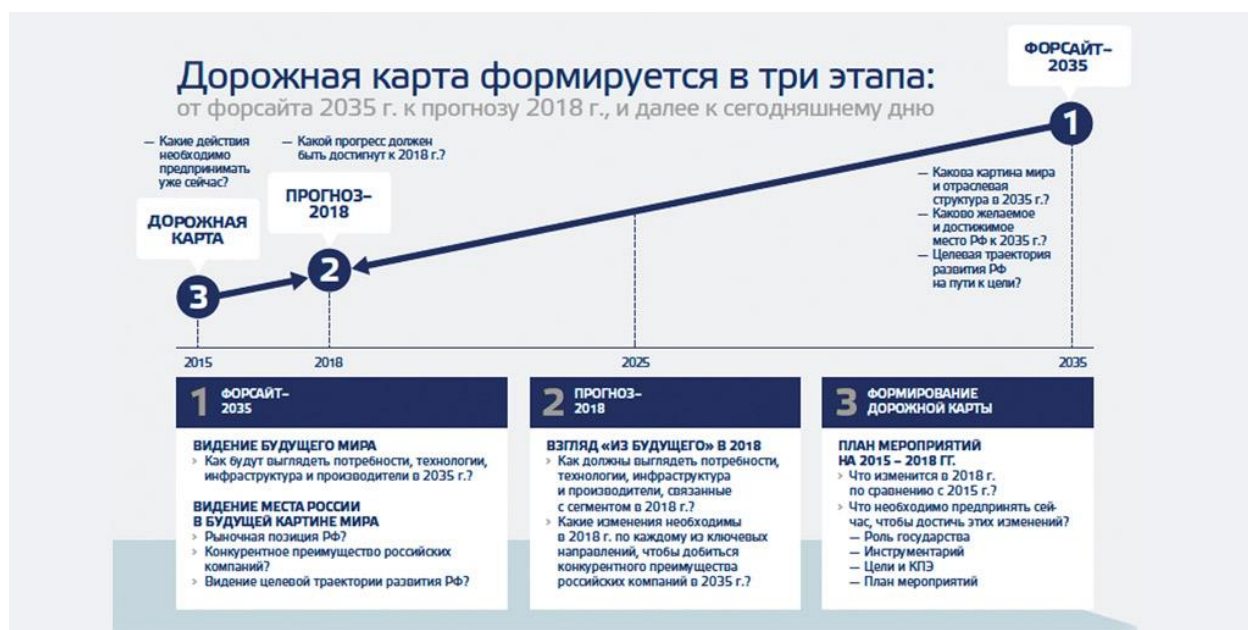 Дорожная карта формируется в три этапа:
от форсайта 2035 г. к прогнозу 2018 г., и далее к сегодняшнему дню
ФОРСАЙТ–
2035
1
— Какие действия
необходимо
предпринимать
уже сейчас?
— Какой прогресс должен
быть достигнут к 2018 г.?
ДОРОЖНАЯ
КАРТА
ПРОГНОЗ–
2018
3
2
— Какова картина мира
и отраслевая
структура в 2035 г.?
— Каково желаемое
и достижимое
место РФ к 2035 г.?
— Целевая траектория
развития РФ
на пути к цели?
2015
2018
2025
2035
1 ФОРСАЙТ–
2035
ВИДЕНИЕ БУДУЩЕГО МИРА
› Как будут выглядеть потребности, технологии,
инфраструктура и производители в 2035 г.?
ВИДЕНИЕ МЕСТА РОССИИ
В БУДУЩЕЙ КАРТИНЕ МИРА
› Рыночная позиция РФ?
› Конкурентное преимущество российских
компаний?
› Видение целевой траектории развития РФ?
2 ПРОГНОЗ–
2018
ВЗГЛЯД «ИЗ БУДУЩЕГО» В 2018
› Как должны выглядеть потребности,
технологии, инфраструктура
и производители, связанные
с сегментом в 2018 г.?
› Какие изменения необходимы
в 2018 г. по каждому из ключевых
направлений, чтобы добиться
конкурентного преимущества
российских компаний в 2035 г.?
3 ФОРМИРОВАНИЕ
ДОРОЖНОЙ КАРТЫ
ПЛАН МЕРОПРИЯТИЙ
НА 2015 – 2018 ГГ.
› Что изменится в 2018 г.
по сравнению с 2015 г.?
› Что необходимо предпринять сей-
час, чтобы достичь этих изменений?
— Роль государства
— Инструментарий
— Цели и КПЭ
— План мероприятий